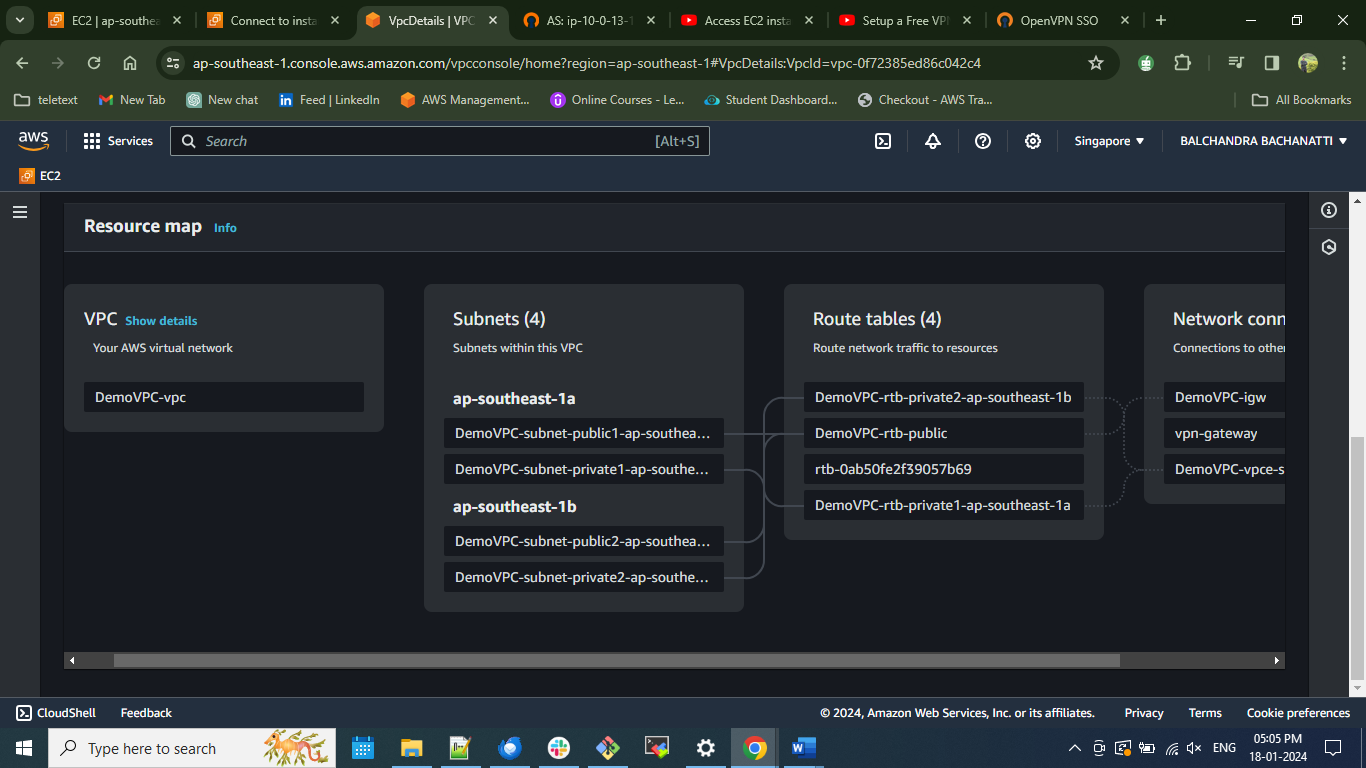 EC2 | ap-southea
Connect to insta
VpcDetails | VPC
AS: ip-10-0-13-1
Access EC2 insta
Setup a Free VPN
OpenVPN SSO
ap-southeast-1.console.aws.amazon.com/vpcconsole/home?region=ap-southeast-1#VpcDetails:VpcId=vpc-0f72385ed86c042c4
teletext
New Tab
New chat
Feed | LinkedIn
AWS Management...
Online Courses - Le...
Student Dashboard...
Checkout - AWS Tra...
All Bookmarks
aws
Services
Search
[Alt+S]
Singapore
BALCHANDRA BACHANATTI
EC2
Resource map Info
VPC Show details
Your AWS virtual network
DemoVPC-vpc
Subnets (4)
Subnets within this VPC
ap-southeast-1a
DemoVPC-subnet-public1-ap-southea...
DemoVPC-subnet-private1-ap-southe...
ap-southeast-1b
DemoVPC-subnet-public2-ap-southea...
DemoVPC-subnet-private2-ap-southe...
Route tables (4)
Route network traffic to resources
DemoVPC-rtb-private2-ap-southeast-1b
DemoVPC-rtb-public
rtb-0ab50fe2f39057b69
DemoVPC-rtb-private1-ap-southeast-1a
Network conn
Connections to other
DemoVPC-igw
vpn-gateway
DemoVPC-vpce-s
CloudShell
Feedback
© 2024, Amazon Web Services, Inc. or its affiliates.
Privacy
Terms
Cookie preferences
Type here to search
ENG
05:05 PM
18-01-2024